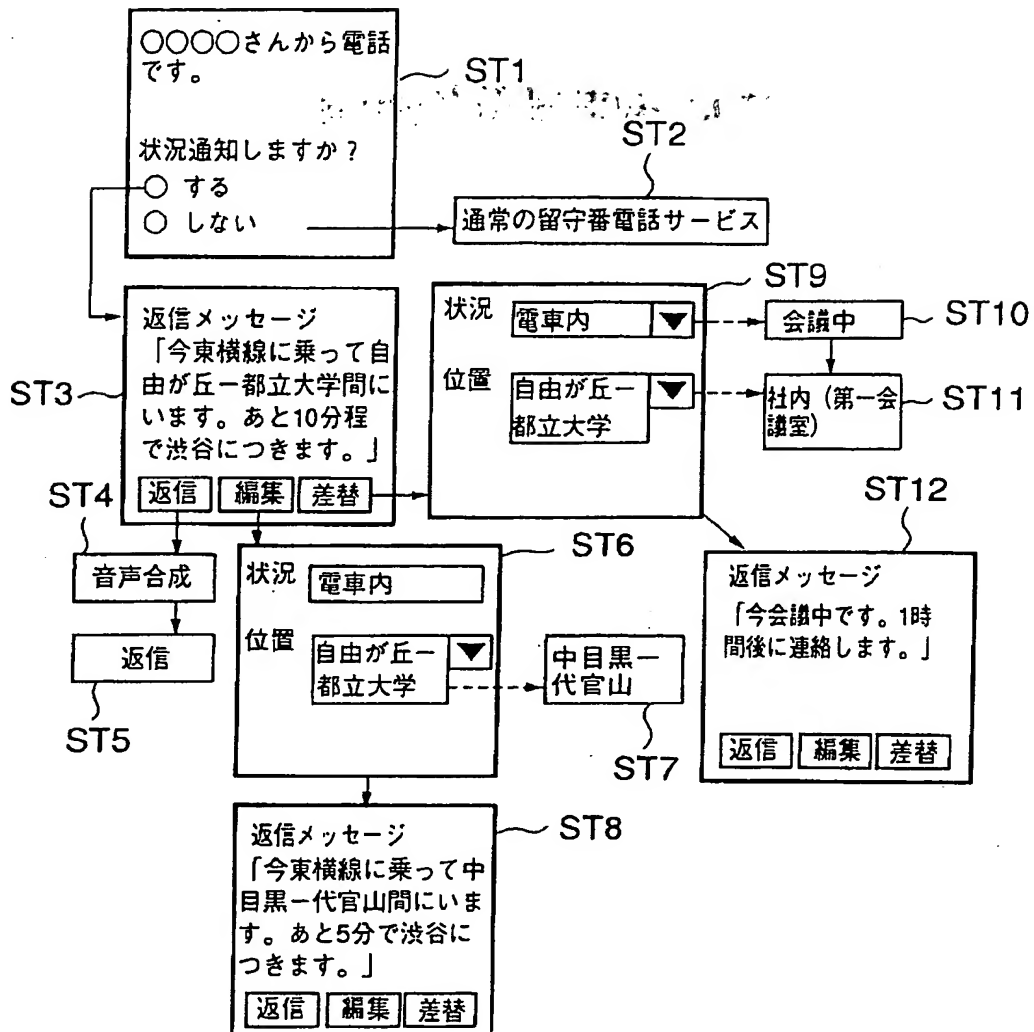 ○○○○さんから電話
です。
状況通知しますか？
○ する
○ しない
ST1
ST2
通常の留守番電話サービス
ST3
返信メッセージ
「今東横線に乗って自
由が丘ー都立大学間に
います。あと10分程
で渋谷につきます。」
返信 編集 差替
ST9
状況 電車内 ▼
位置 自由が丘ー ▼
都立大学
会議中
ST10
社内（第一会
議室）
ST11
ST4
音声合成
返信
ST5
ST6
状況 電車内
位置 自由が丘ー ▼
都立大学
中目黒ー
代官山
ST7
ST12
返信メッセージ
「今会議中です。1時
間後に連絡します。」
返信 編集 差替
ST8
返信メッセージ
「今東横線に乗って中
目黒ー代官山間にいま
す。あと5分で渋谷に
つきます。」
返信 編集 差替